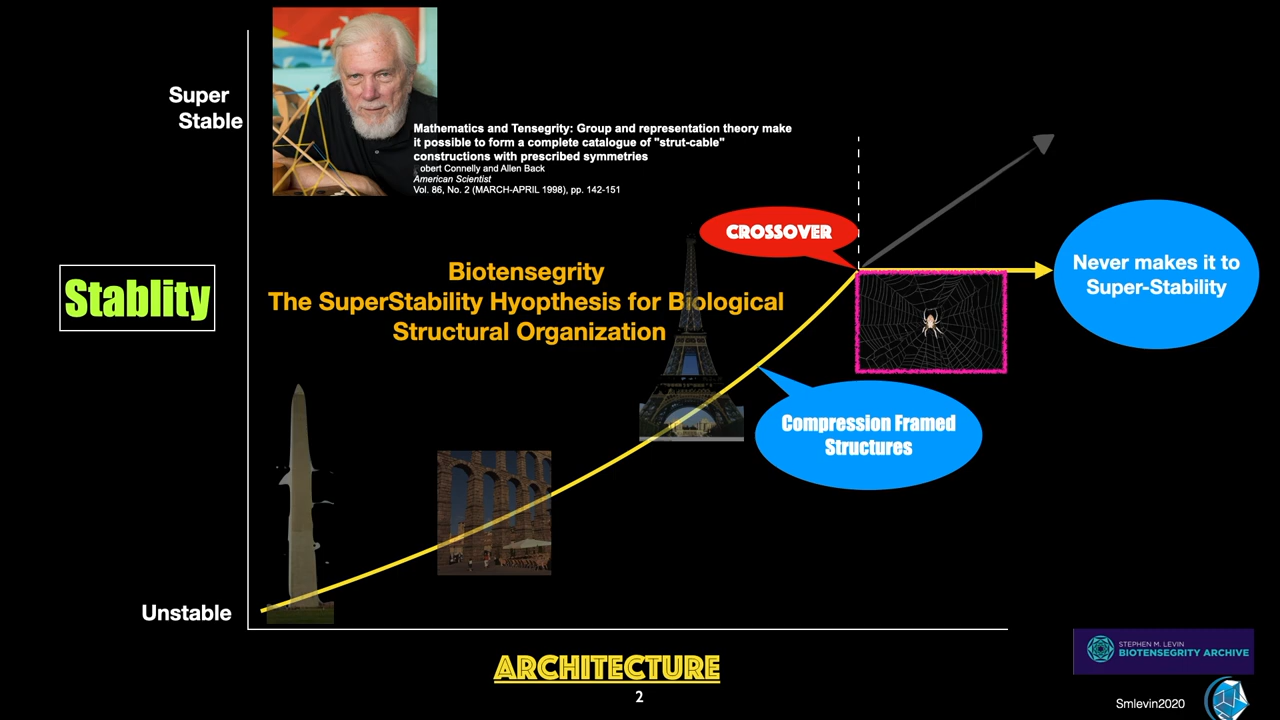 Super
Stable
Mathematics and Tensegrity: Group and representation theory make
it possible to form a complete catalogue of "strut-cable"
constructions with prescribed symmetries
obert Connelly and Allen Back
American Scientist
Vol. 86, No. 2 (MARCH-APRIL 1998), pp. 142-151
CROSSOVER
Never makes it to
Super-Stability
Stablity
Biotensegrity
The SuperStability Hyopthesis for Biological
Structural Organization
Compression Framed
Structures
Unstable
ARCHITECTURE
2
STEPHEN M. LEVIN
BIOTENSEGRITY ARCHIVE
Smlevin2020